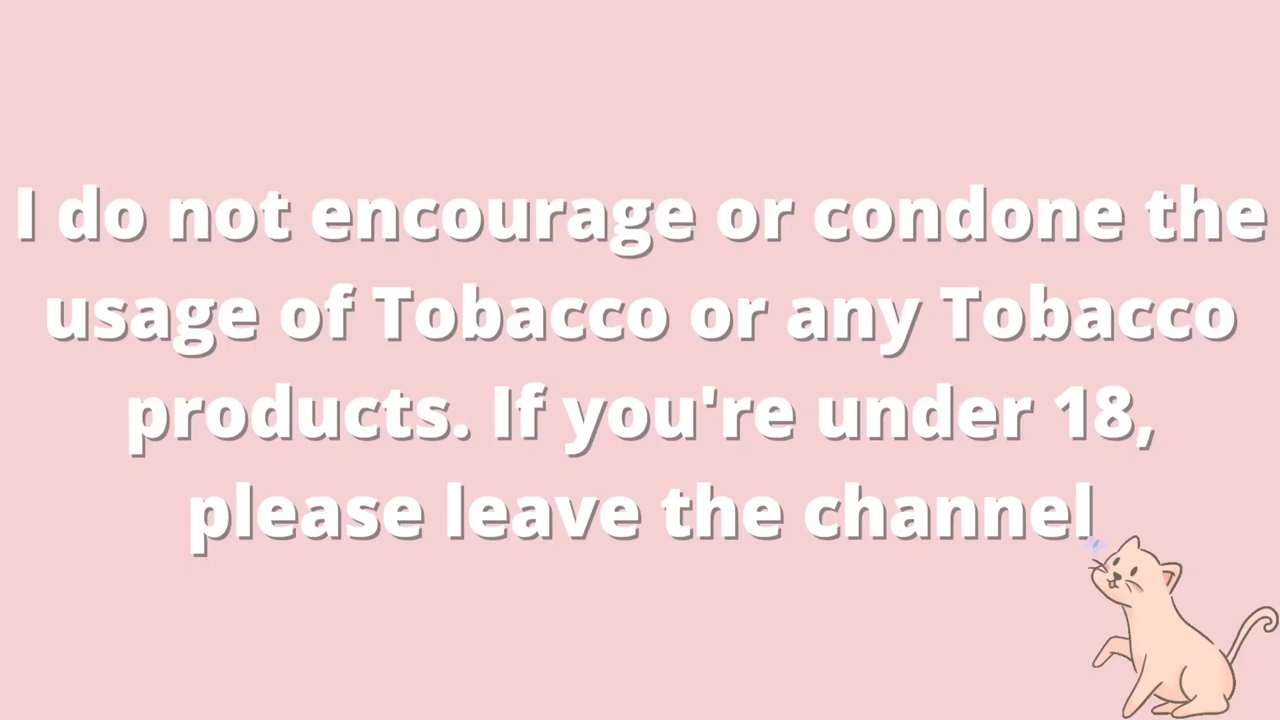 I do not encourage or condone the
usage of Tobacco or any Tobacco
products. If you're under 18,
please leave the channel